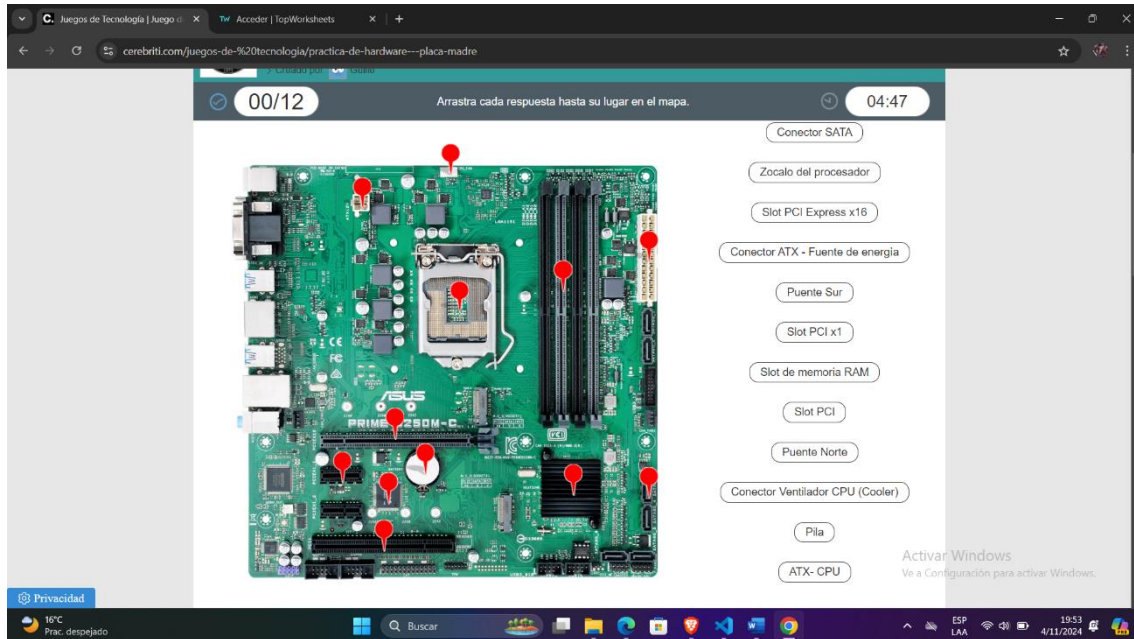 Juegos de Tecnología | Juego d
Acceder | TopWorksheets
cerebriti.com/juegos-de-%20tecnologia/practica-de-hardware---placa-madre
> Creado por
00/12
Arrastra cada respuesta hasta su lugar en el mapa.
04:47
Conector SATA
Zocalo del procesador
Slot PCI Express x16
Conector ATX - Fuente de energia
Puente Sur
Slot PCI x1
Slot de memoria RAM
Slot PCI
Puente Norte
Conector Ventilador CPU (Cooler)
Pila
ATX- CPU
ASUS
Activar Windows
Ve a Configuración para activar Windows.
Privacidad
16°C
Prac. despejado
Buscar
ESP
LAA
19:53
4/11/2024